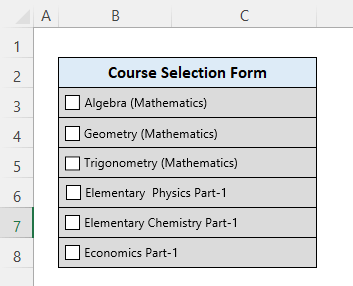 A B C
1
2 Course Selection Form
3 Algebra (Mathematics)
4 Geometry (Mathematics)
5 Trigonometry (Mathematics)
6 Elementary  Physics Part-1
7 Elementary Chemistry Part-1
8 Economics Part-1